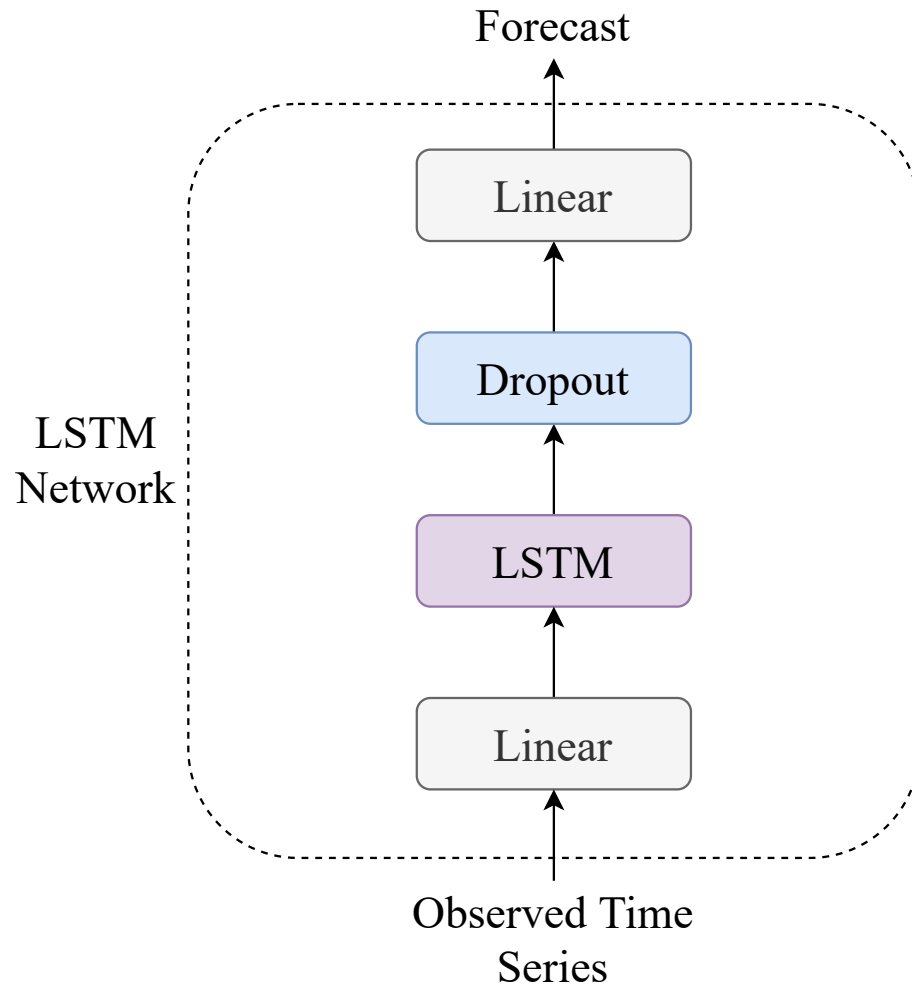 Forecast
Linear
Dropout
LSTM
Network
LSTM
Linear
Observed Time
Series